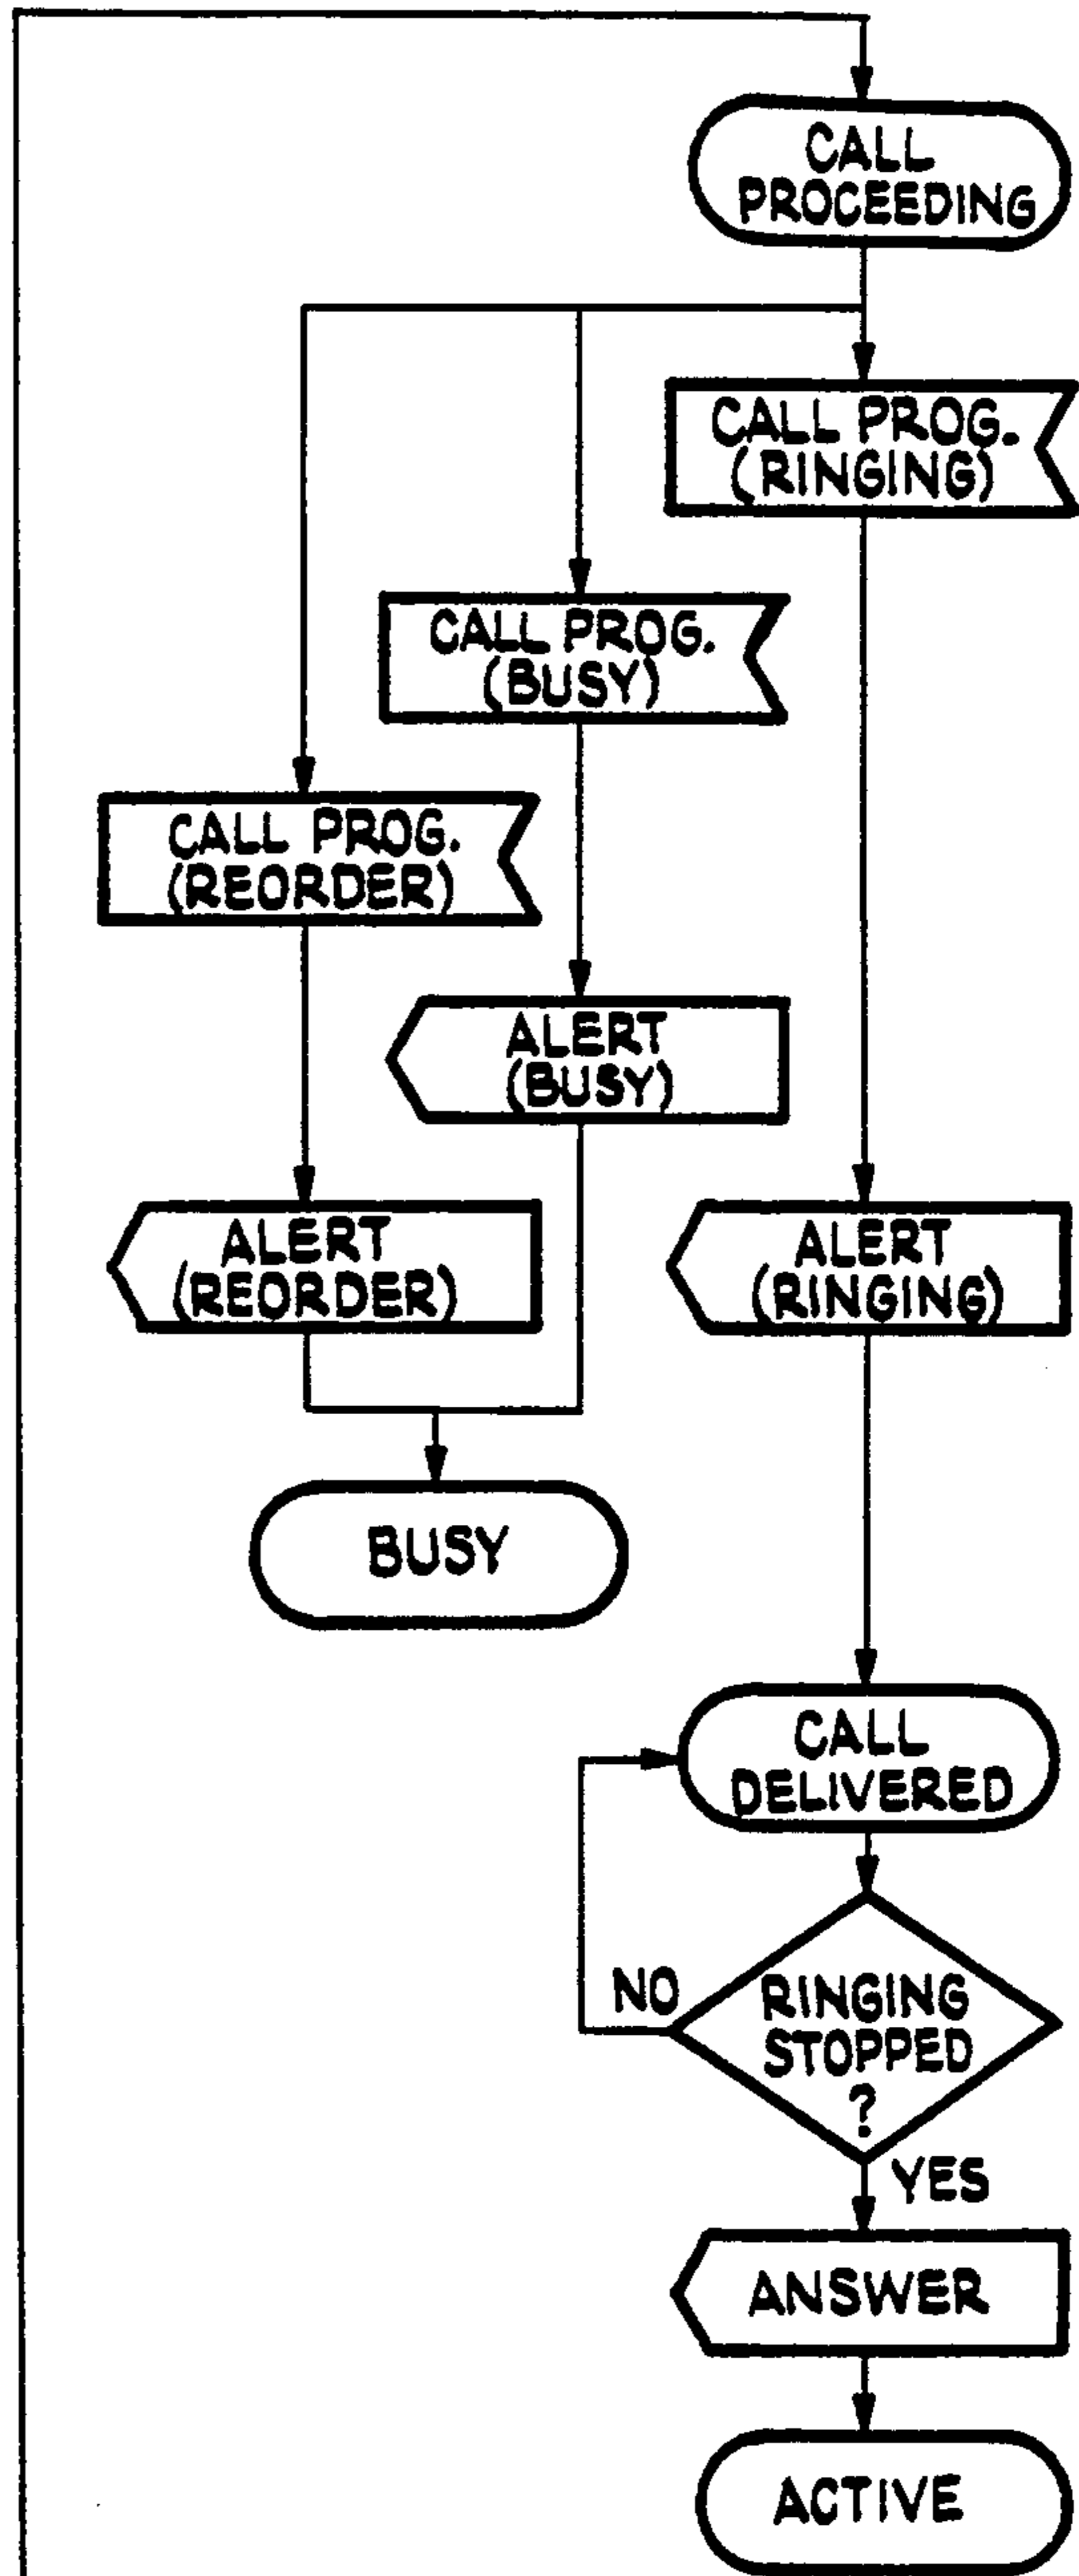 CALL
PROCEEDING
CALL PROG.
(RINGING)
CALL PROG.
(BUSY)
CALL PROG.
(REORDER)
ALERT
(BUSY)
ALERT
(REORDER)
ALERT
(RINGING)
BUSY
CALL
DELIVERED
NO
RINGING
STOPPED
?
YES
ANSWER
ACTIVE